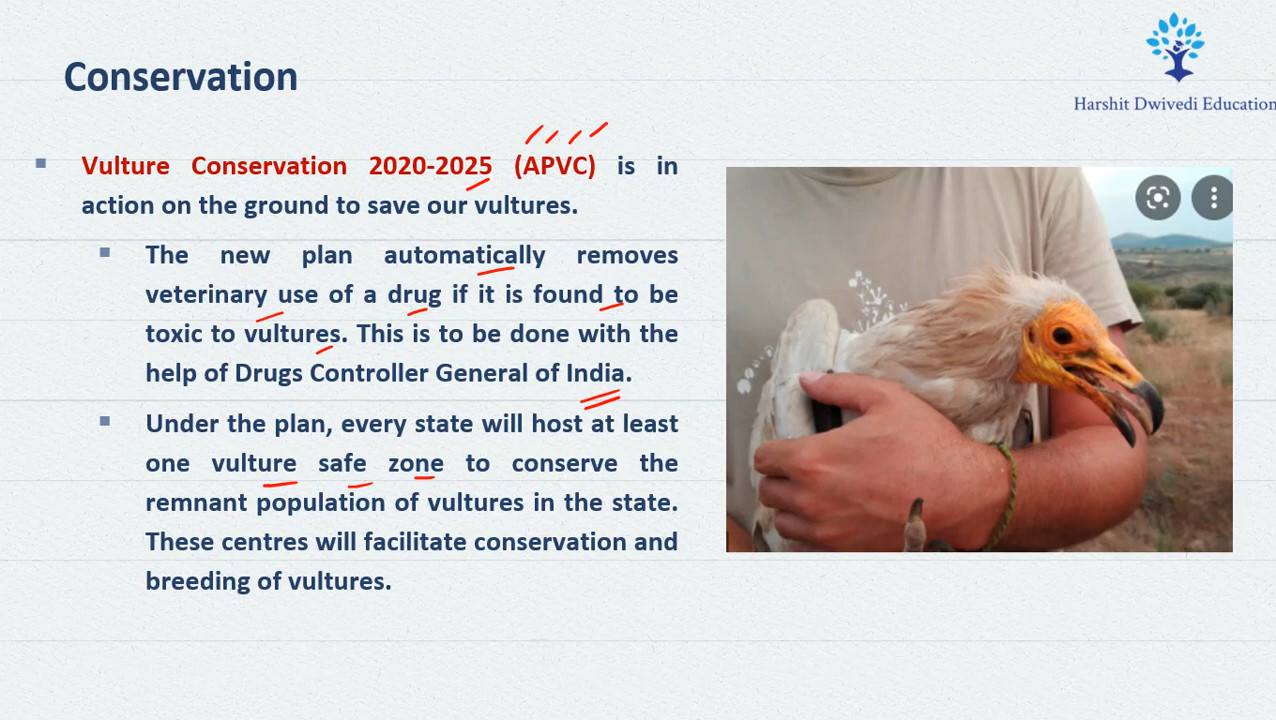 Conservation
Harshit Dwivedi Education
Vulture Conservation 2020-2025 (APVC) is in
action on the ground to save our vultures.
The new plan automatically removes
veterinary use of a drug if it is found to be
toxic to vultures. This is to be done with the
help of Drugs Controller General of India.
Under the plan, every state will host at least
one vulture safe zone to conserve the
remnant population of vultures in the state.
These centres will facilitate conservation and
breeding of vultures.